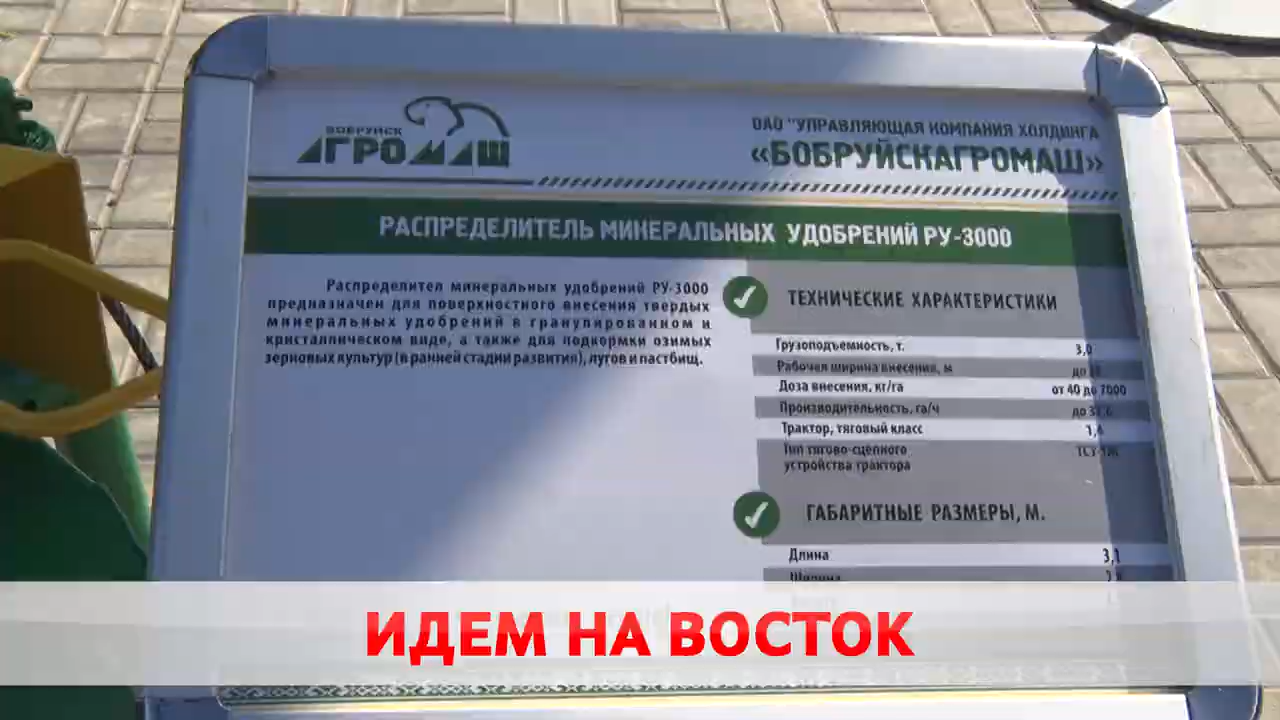 БОБРУЙСК
АГРОМАШ
ОАО "УПРАВЛЯЮЩАЯ КОМПАНИЯ ХОЛДИНГА
«БОБРУЙСКАГРОМАШ»
РАСПРЕДЕЛИТЕЛЬ МИНЕРАЛЬНЫХ УДОБРЕНИЙ РУ-3000
Распределител минеральных удобрений РУ-3000
предназначен для поверхностного внесения твердых
минеральных удобрений в гранулированном и
кристаллическом виде, а также для подкормки озимых
зерновых культур (в ранней стадии развития), лугов и пастбищ.
ТЕХНИЧЕСКИЕ ХАРАКТЕРИСТИКИ
Грузоподъемность, т. 3,0
Рабочая ширина внесения, м до
Доза внесения, кг/га от 40 до 7000
Производительность, га/ч до
Трактор, тяговый класс 1,4
Тип тягово-сцепного
устройства трактора
ГАБАРИТНЫЕ РАЗМЕРЫ, М.
Длина 3,1
Ширина
ИДЕМ НА ВОСТОК